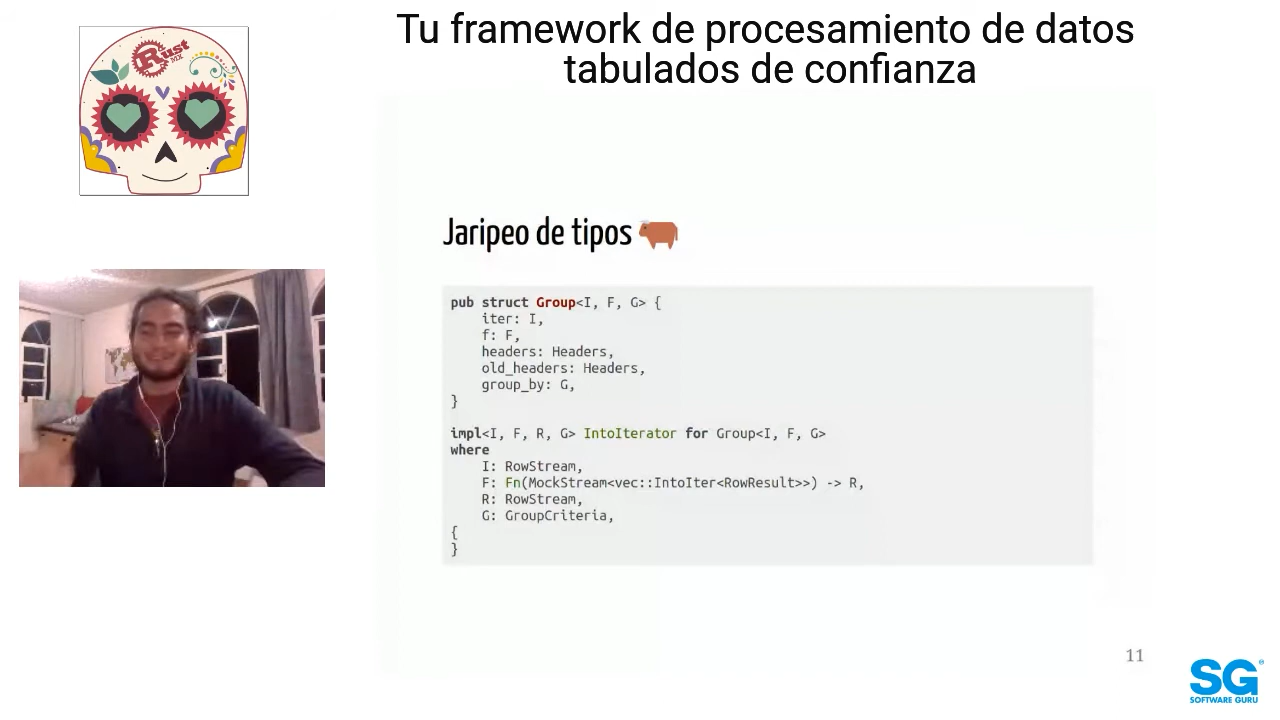 Rust
MX
Tu framework de procesamiento de datos
tabulados de confianza
Jaripeo de tipos
pub struct Group<I, F, G> {
    iter: I,
    f: F,
    headers: Headers,
    old_headers: Headers,
    group_by: G,
}
impl<I, F, R, G> IntoIterator for Group<I, F, G>
where
    I: RowStream,
    F: Fn(MockStream<vec::IntoIter<RowResult>>) -> R,
    R: RowStream,
    G: GroupCriteria,
{
}
11
SG®
SOFTWARE GURU